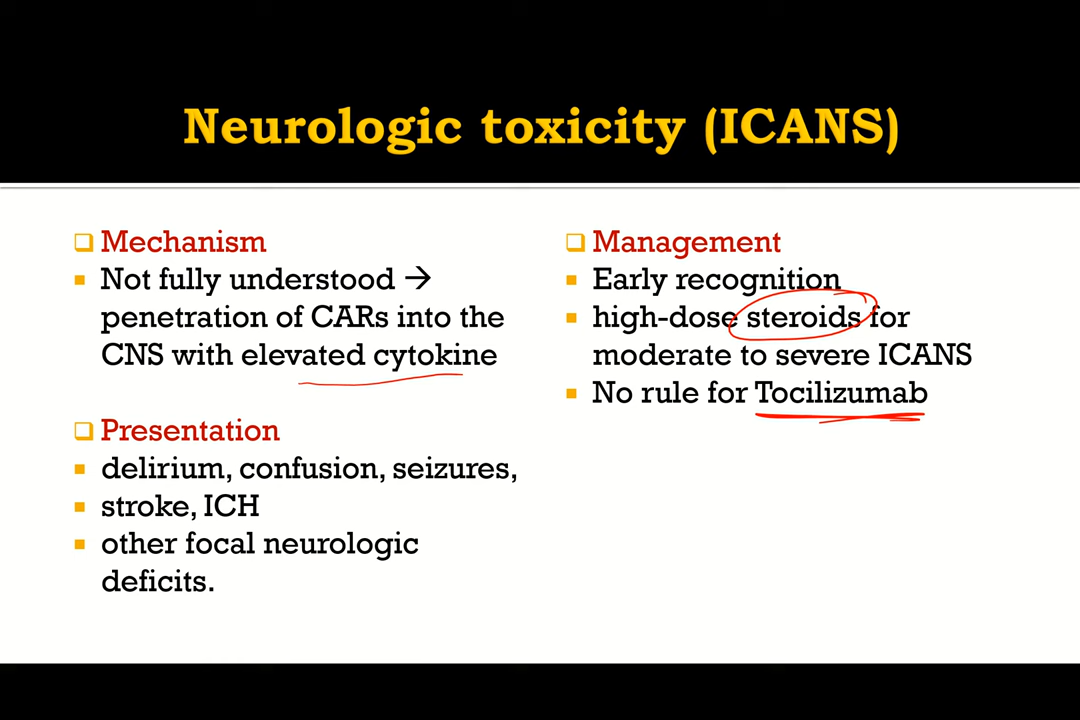 Neurologic toxicity (ICANS)
Mechanism
Not fully understood →
penetration of CARs into the
CNS with elevated cytokine
Presentation
delirium, confusion, seizures,
stroke, ICH
other focal neurologic
deficits.
Management
Early recognition
high-dose steroids for
moderate to severe ICANS
No rule for Tocilizumab